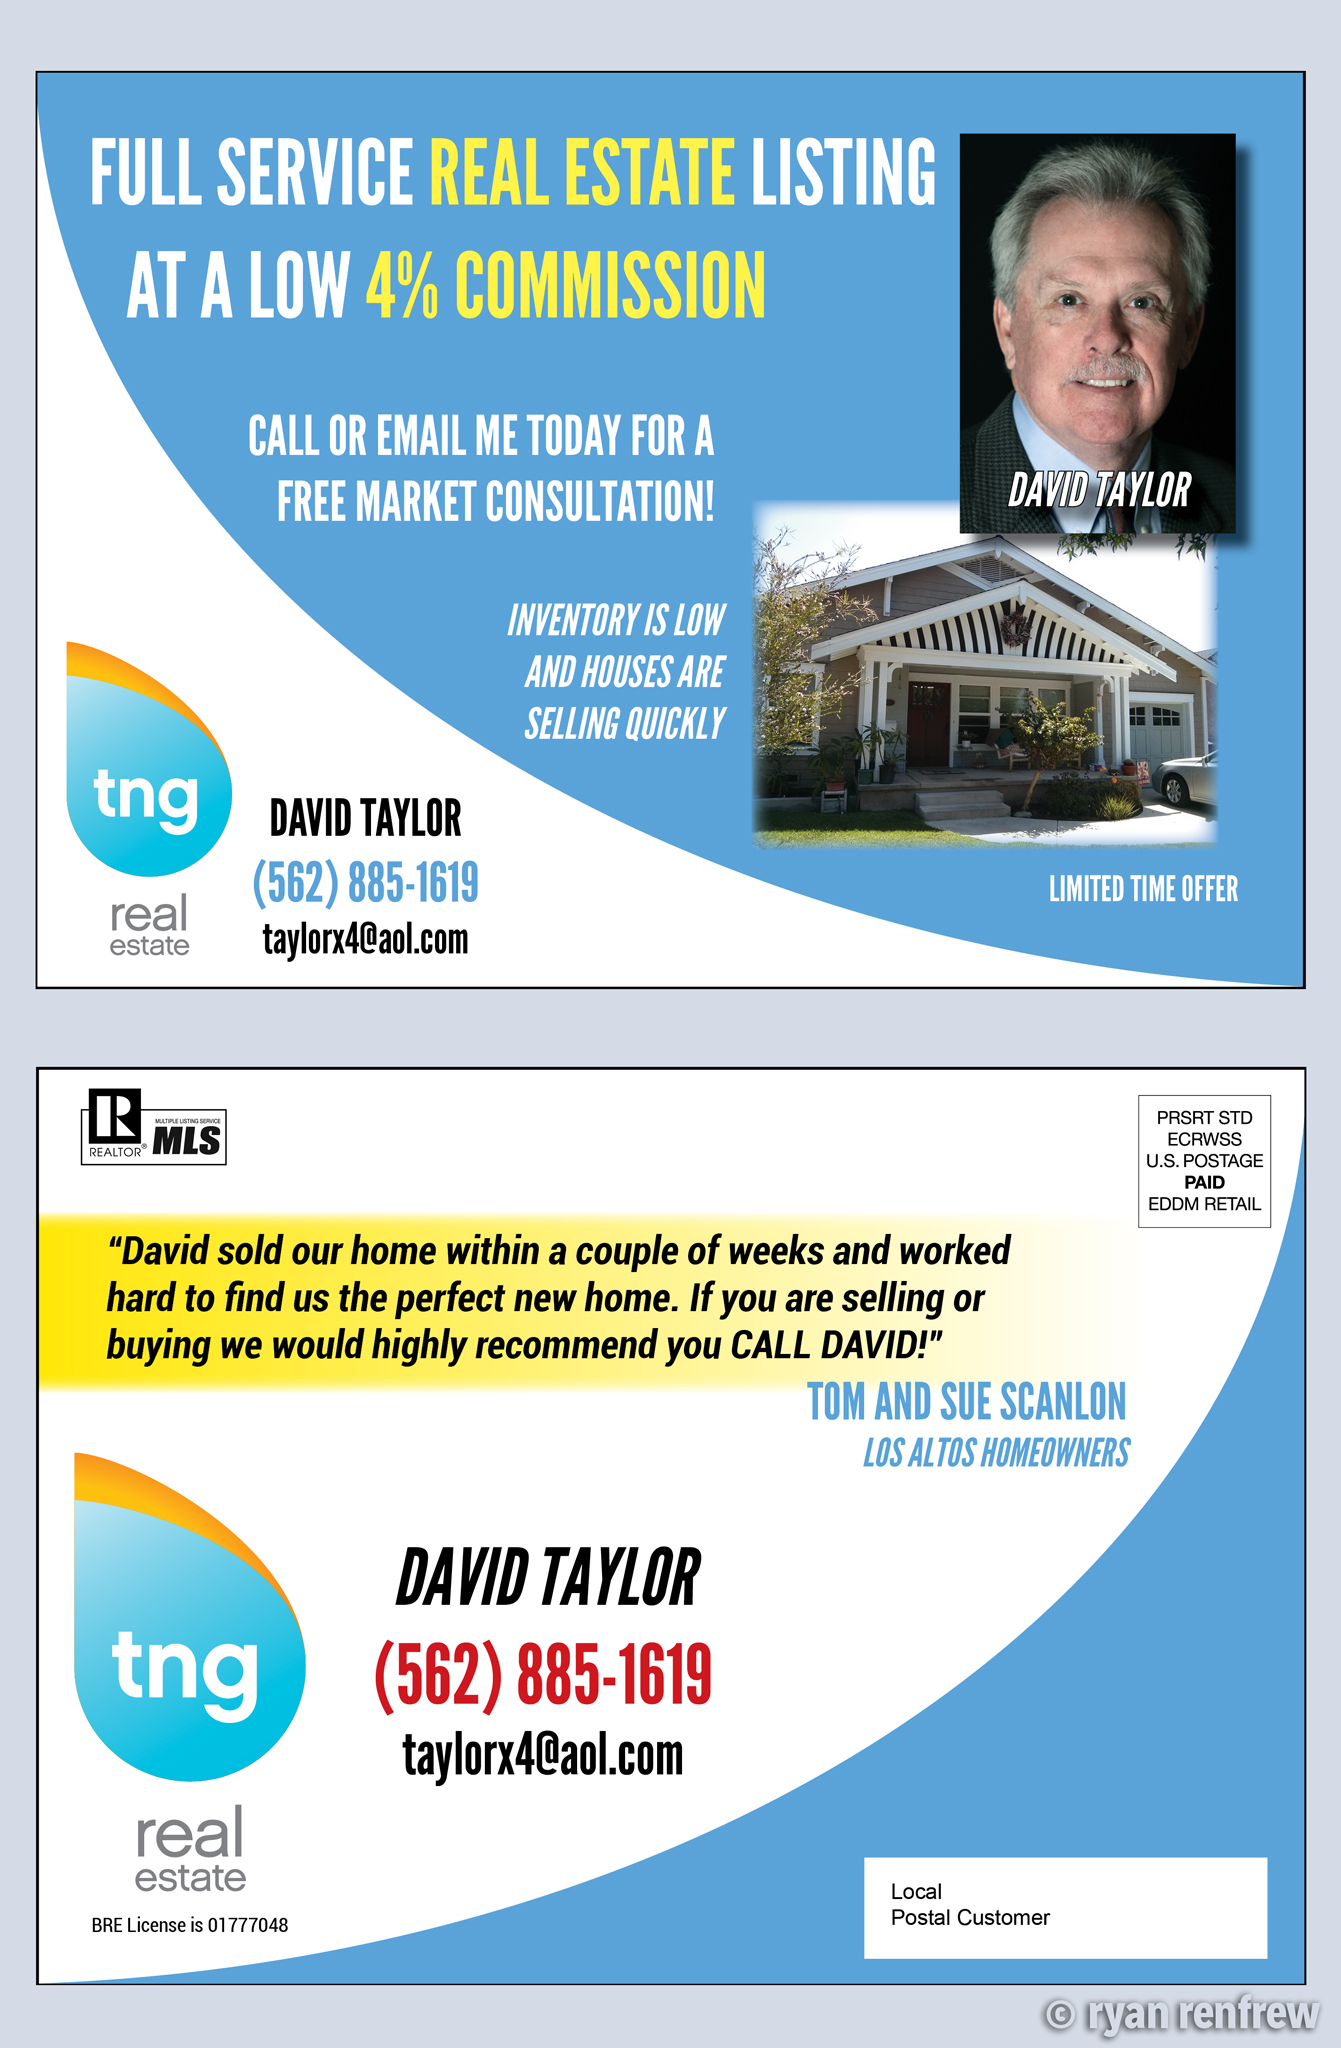 FULL SERVICE REAL ESTATE LISTING
AT A LOW 4% COMMISSION
CALL OR EMAIL ME TODAY FOR A
FREE MARKET CONSULTATION!
DAVID TAYLOR
INVENTORY IS LOW
AND HOUSES ARE
SELLING QUICKLY
tng
real
estate
DAVID TAYLOR
(562) 885-1619
taylorx4@aol.com
LIMITED TIME OFFER
R
REALTOR®
MULTIPLE LISTING SERVICE
MLS
PRSRT STD
ECRWSS
U.S. POSTAGE
PAID
EDDM RETAIL
“David sold our home within a couple of weeks and worked
hard to find us the perfect new home. If you are selling or
buying we would highly recommend you CALL DAVID!”
TOM AND SUE SCANLON
LOS ALTOS HOMEOWNERS
tng
real
estate
BRE License is 01777048
DAVID TAYLOR
(562) 885-1619
taylorx4@aol.com
Local
Postal Customer
© ryan renfrew